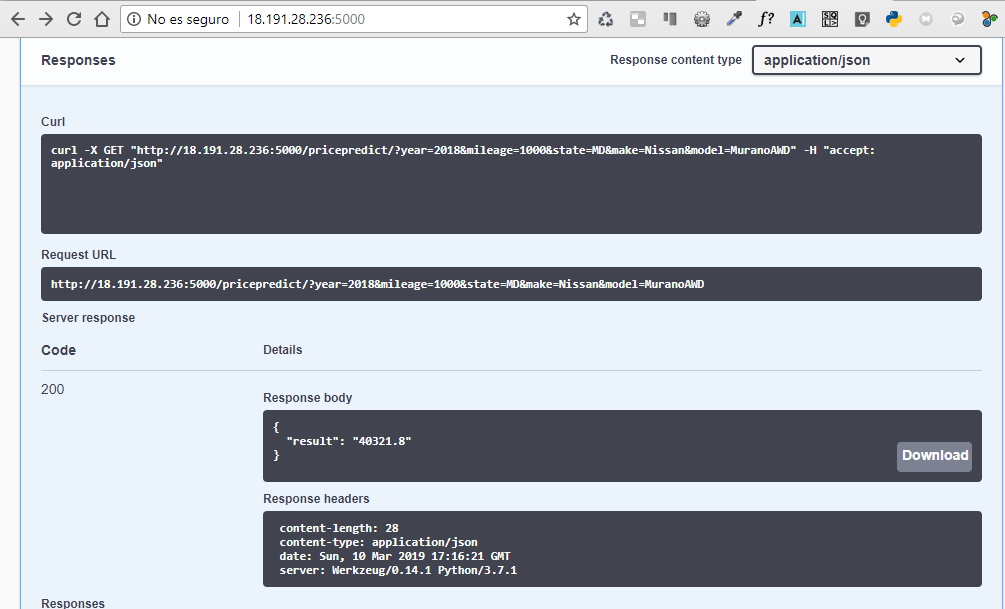 No es seguro 18.191.28.236:5000
f?
A
Responses
Response content type application/json
Curl
curl -X GET "http://18.191.28.236:5000/pricepredict/?year=2018&mileage=1000&state=MD&make=Nissan&model=MuranoAWD" -H "accept:
application/json"
Request URL
http://18.191.28.236:5000/pricepredict/?year=2018&mileage=1000&state=MD&make=Nissan&model=MuranoAWD
Server response
Code Details
200
Response body
{
"result": "40321.8"
}
Download
Response headers
content-length: 28
content-type: application/json
date: Sun, 10 Mar 2019 17:16:21 GMT
server: Werkzeug/0.14.1 Python/3.7.1
Responses